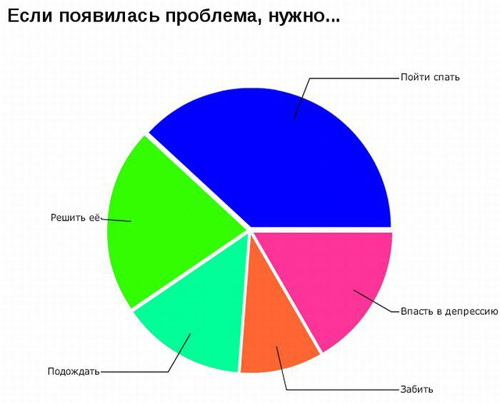 Если появилась проблема, нужно...
Пойти спать
Решить её
Впасть в депрессию
Подождать
Забить